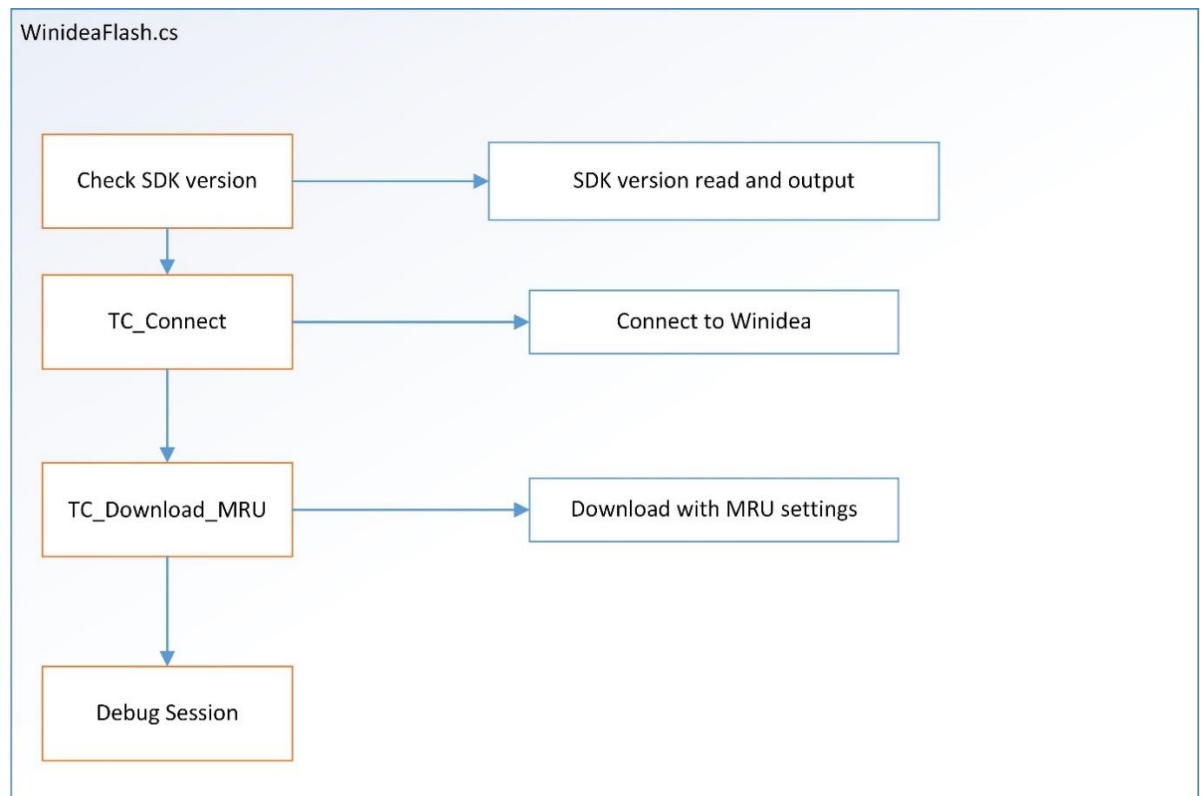 WinideaFlash.cs
Check SDK version
SDK version read and output
TC_Connect
Connect to Winidea
TC_Download_MRU
Download with MRU settings
Debug Session